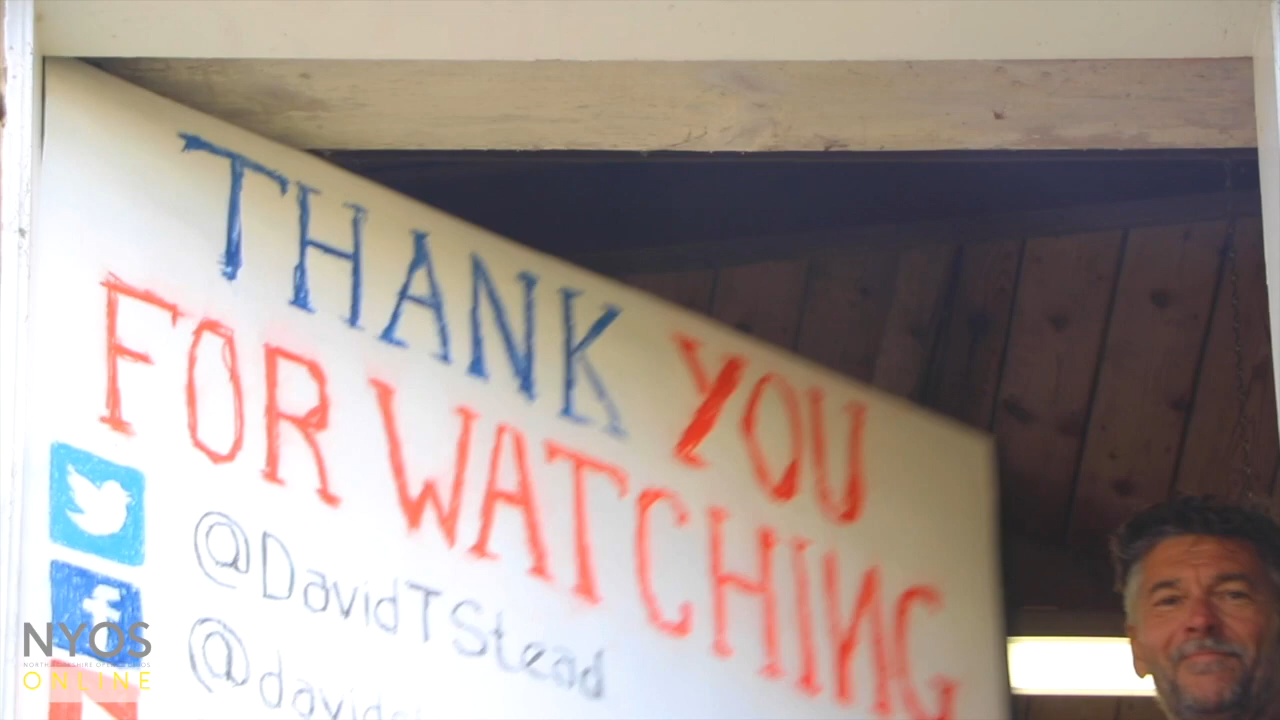 THANK YOU
FOR WATCHING
@DavidTStead
NYOS
ONLINE